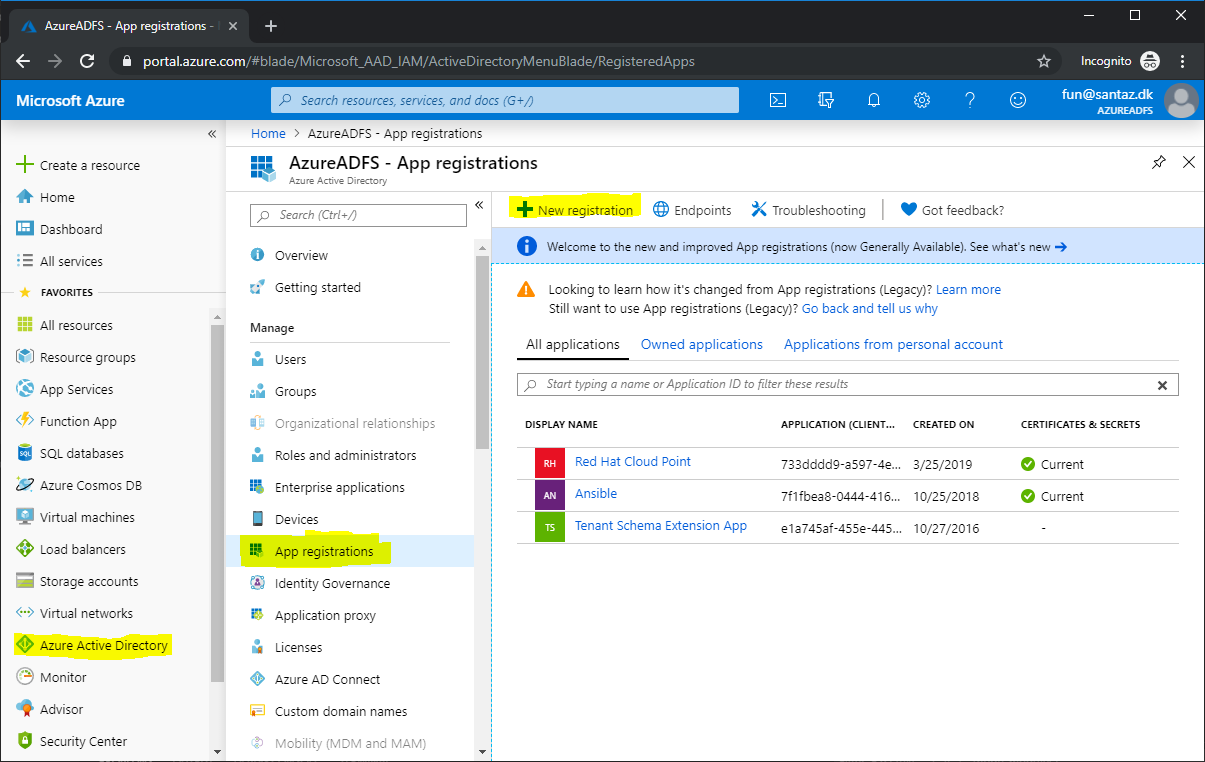 AzureADFS - App registrations -
portal.azure.com/#blade/Microsoft_AAD_IAM/ActiveDirectoryMenuBlade/RegisteredApps
Incognito
Microsoft Azure
Search resources, services, and docs (G+/)
fun@santaz.dk
AZUREADFS
Create a resource
Home
Dashboard
All services
FAVORITES
All resources
Resource groups
App Services
Function App
SQL databases
Azure Cosmos DB
Virtual machines
Load balancers
Storage accounts
Virtual networks
Azure Active Directory
Monitor
Advisor
Security Center
Home > AzureADFS - App registrations
AzureADFS - App registrations
Azure Active Directory
Search (Ctrl+/)
Overview
Getting started
Manage
Users
Groups
Organizational relationships
Roles and administrators
Enterprise applications
Devices
App registrations
Identity Governance
Application proxy
Licenses
Azure AD Connect
Custom domain names
Mobility (MDM and MAM)
New registration Endpoints Troubleshooting Got feedback?
Welcome to the new and improved App registrations (now Generally Available). See what's new →
Looking to learn how it's changed from App registrations (Legacy)? Learn more
Still want to use App registrations (Legacy)? Go back and tell us why
All applications Owned applications Applications from personal account
Start typing a name or Application ID to filter these results
DISPLAY NAME APPLICATION (CLIENT... CREATED ON CERTIFICATES & SECRETS
RH Red Hat Cloud Point 733dddd9-a597-4e... 3/25/2019 Current
AN Ansible 7f1fbea8-0444-416... 10/25/2018 Current
TS Tenant Schema Extension App e1a745af-455e-445... 10/27/2016 -